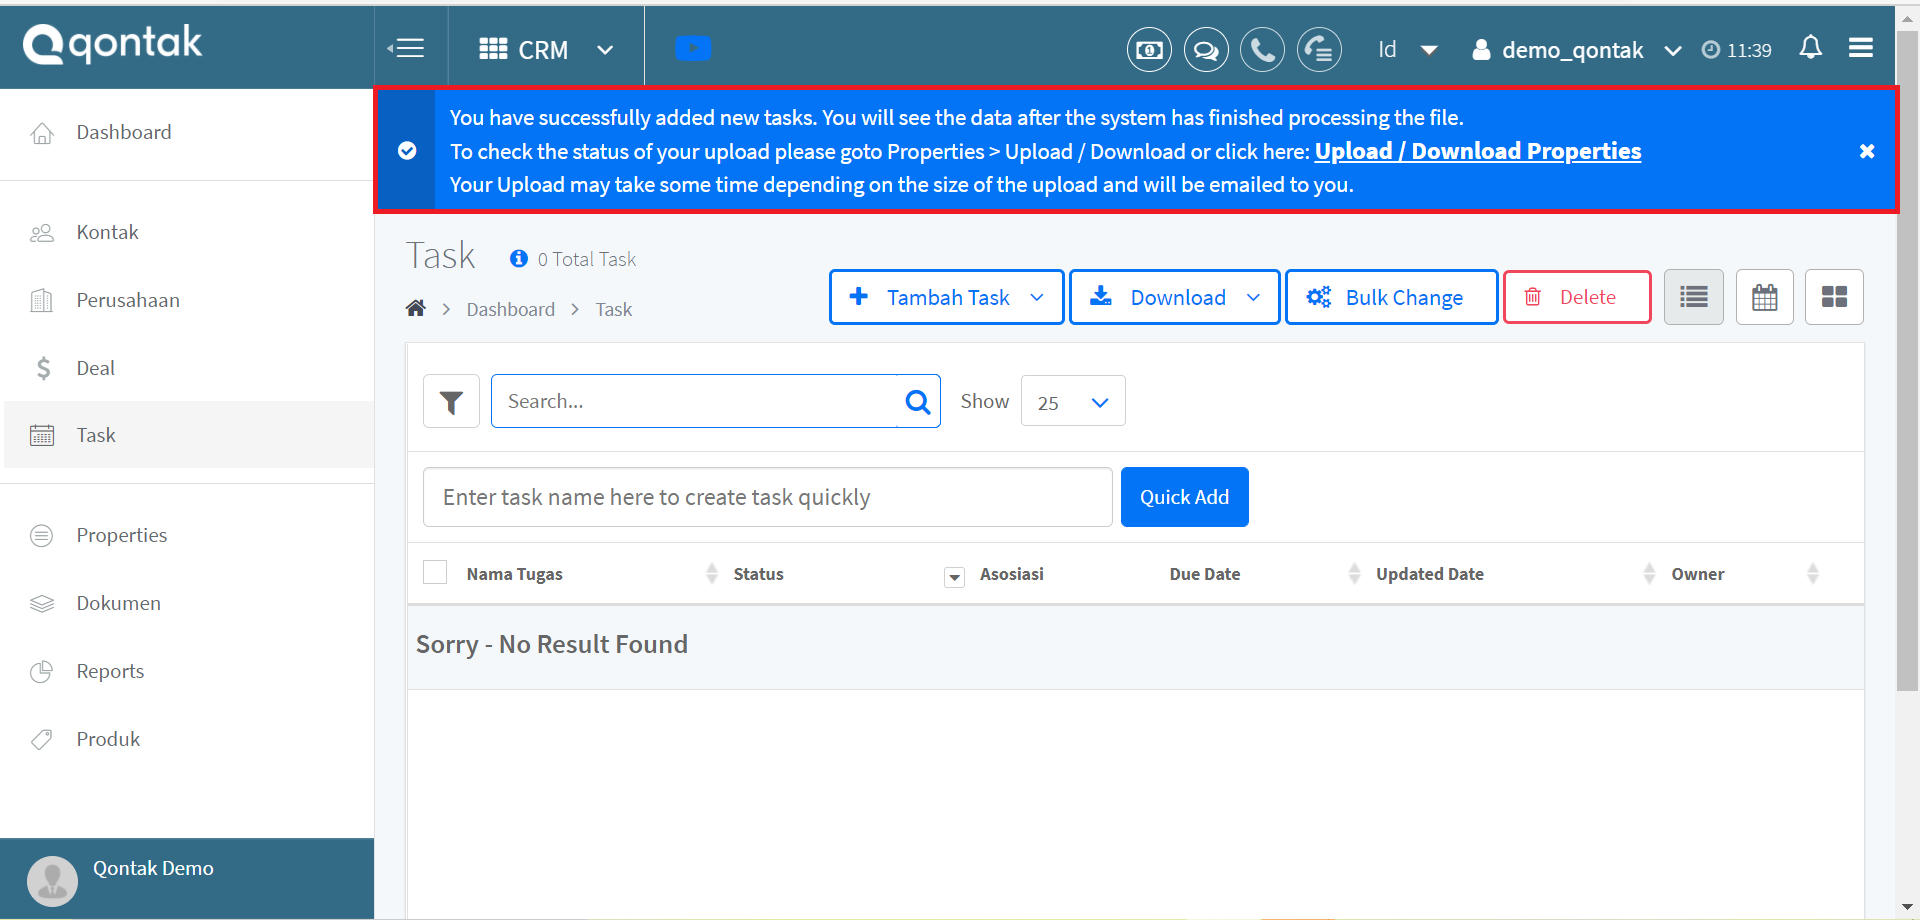 qontak
CRM
Id
demo_qontak
11:39
You have successfully added new tasks. You will see the data after the system has finished processing the file.
To check the status of your upload please goto Properties > Upload / Download or click here: Upload / Download Properties
Your Upload may take some time depending on the size of the upload and will be emailed to you.
Dashboard
Kontak
Perusahaan
Deal
Task
Properties
Dokumen
Reports
Produk
Qontak Demo
Task
0 Total Task
Dashboard > Task
Tambah Task
Download
Bulk Change
Delete
Search...
Show
25
Enter task name here to create task quickly
Quick Add
Nama Tugas
Status
Asosiasi
Due Date
Updated Date
Owner
Sorry - No Result Found